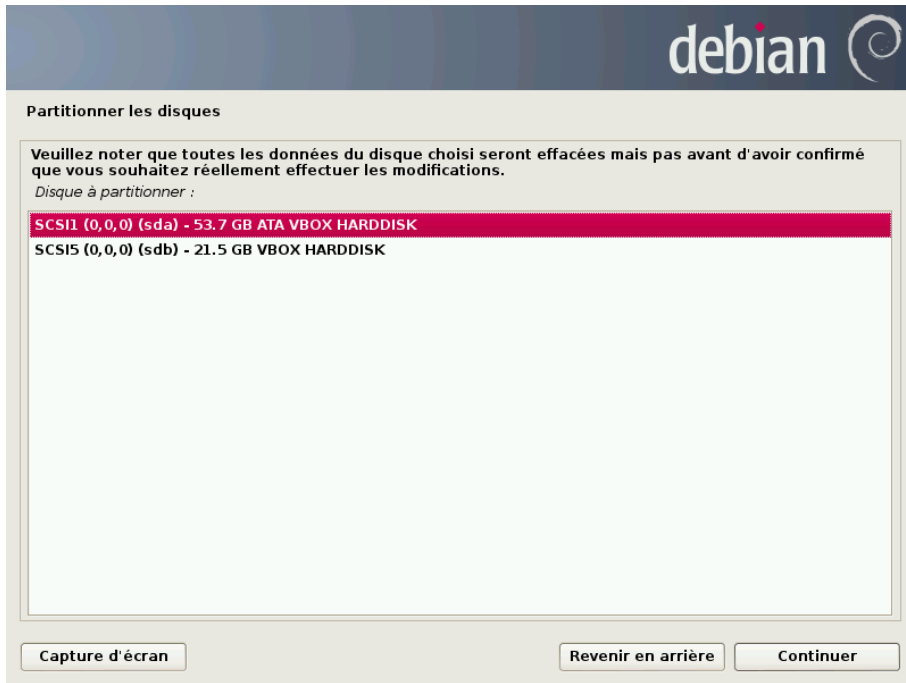 debian
Partitionner les disques
Veuillez noter que toutes les données du disque choisi seront effacées mais pas avant d'avoir confirmé
que vous souhaitez réellement effectuer les modifications.
Disque à partitionner :
SCSI1 (0,0,0) (sda) - 53.7 GB ATA VBOX HARDDISK
SCSI5 (0,0,0) (sdb) - 21.5 GB VBOX HARDDISK
Capture d'écran
Revenir en arrière
Continuer